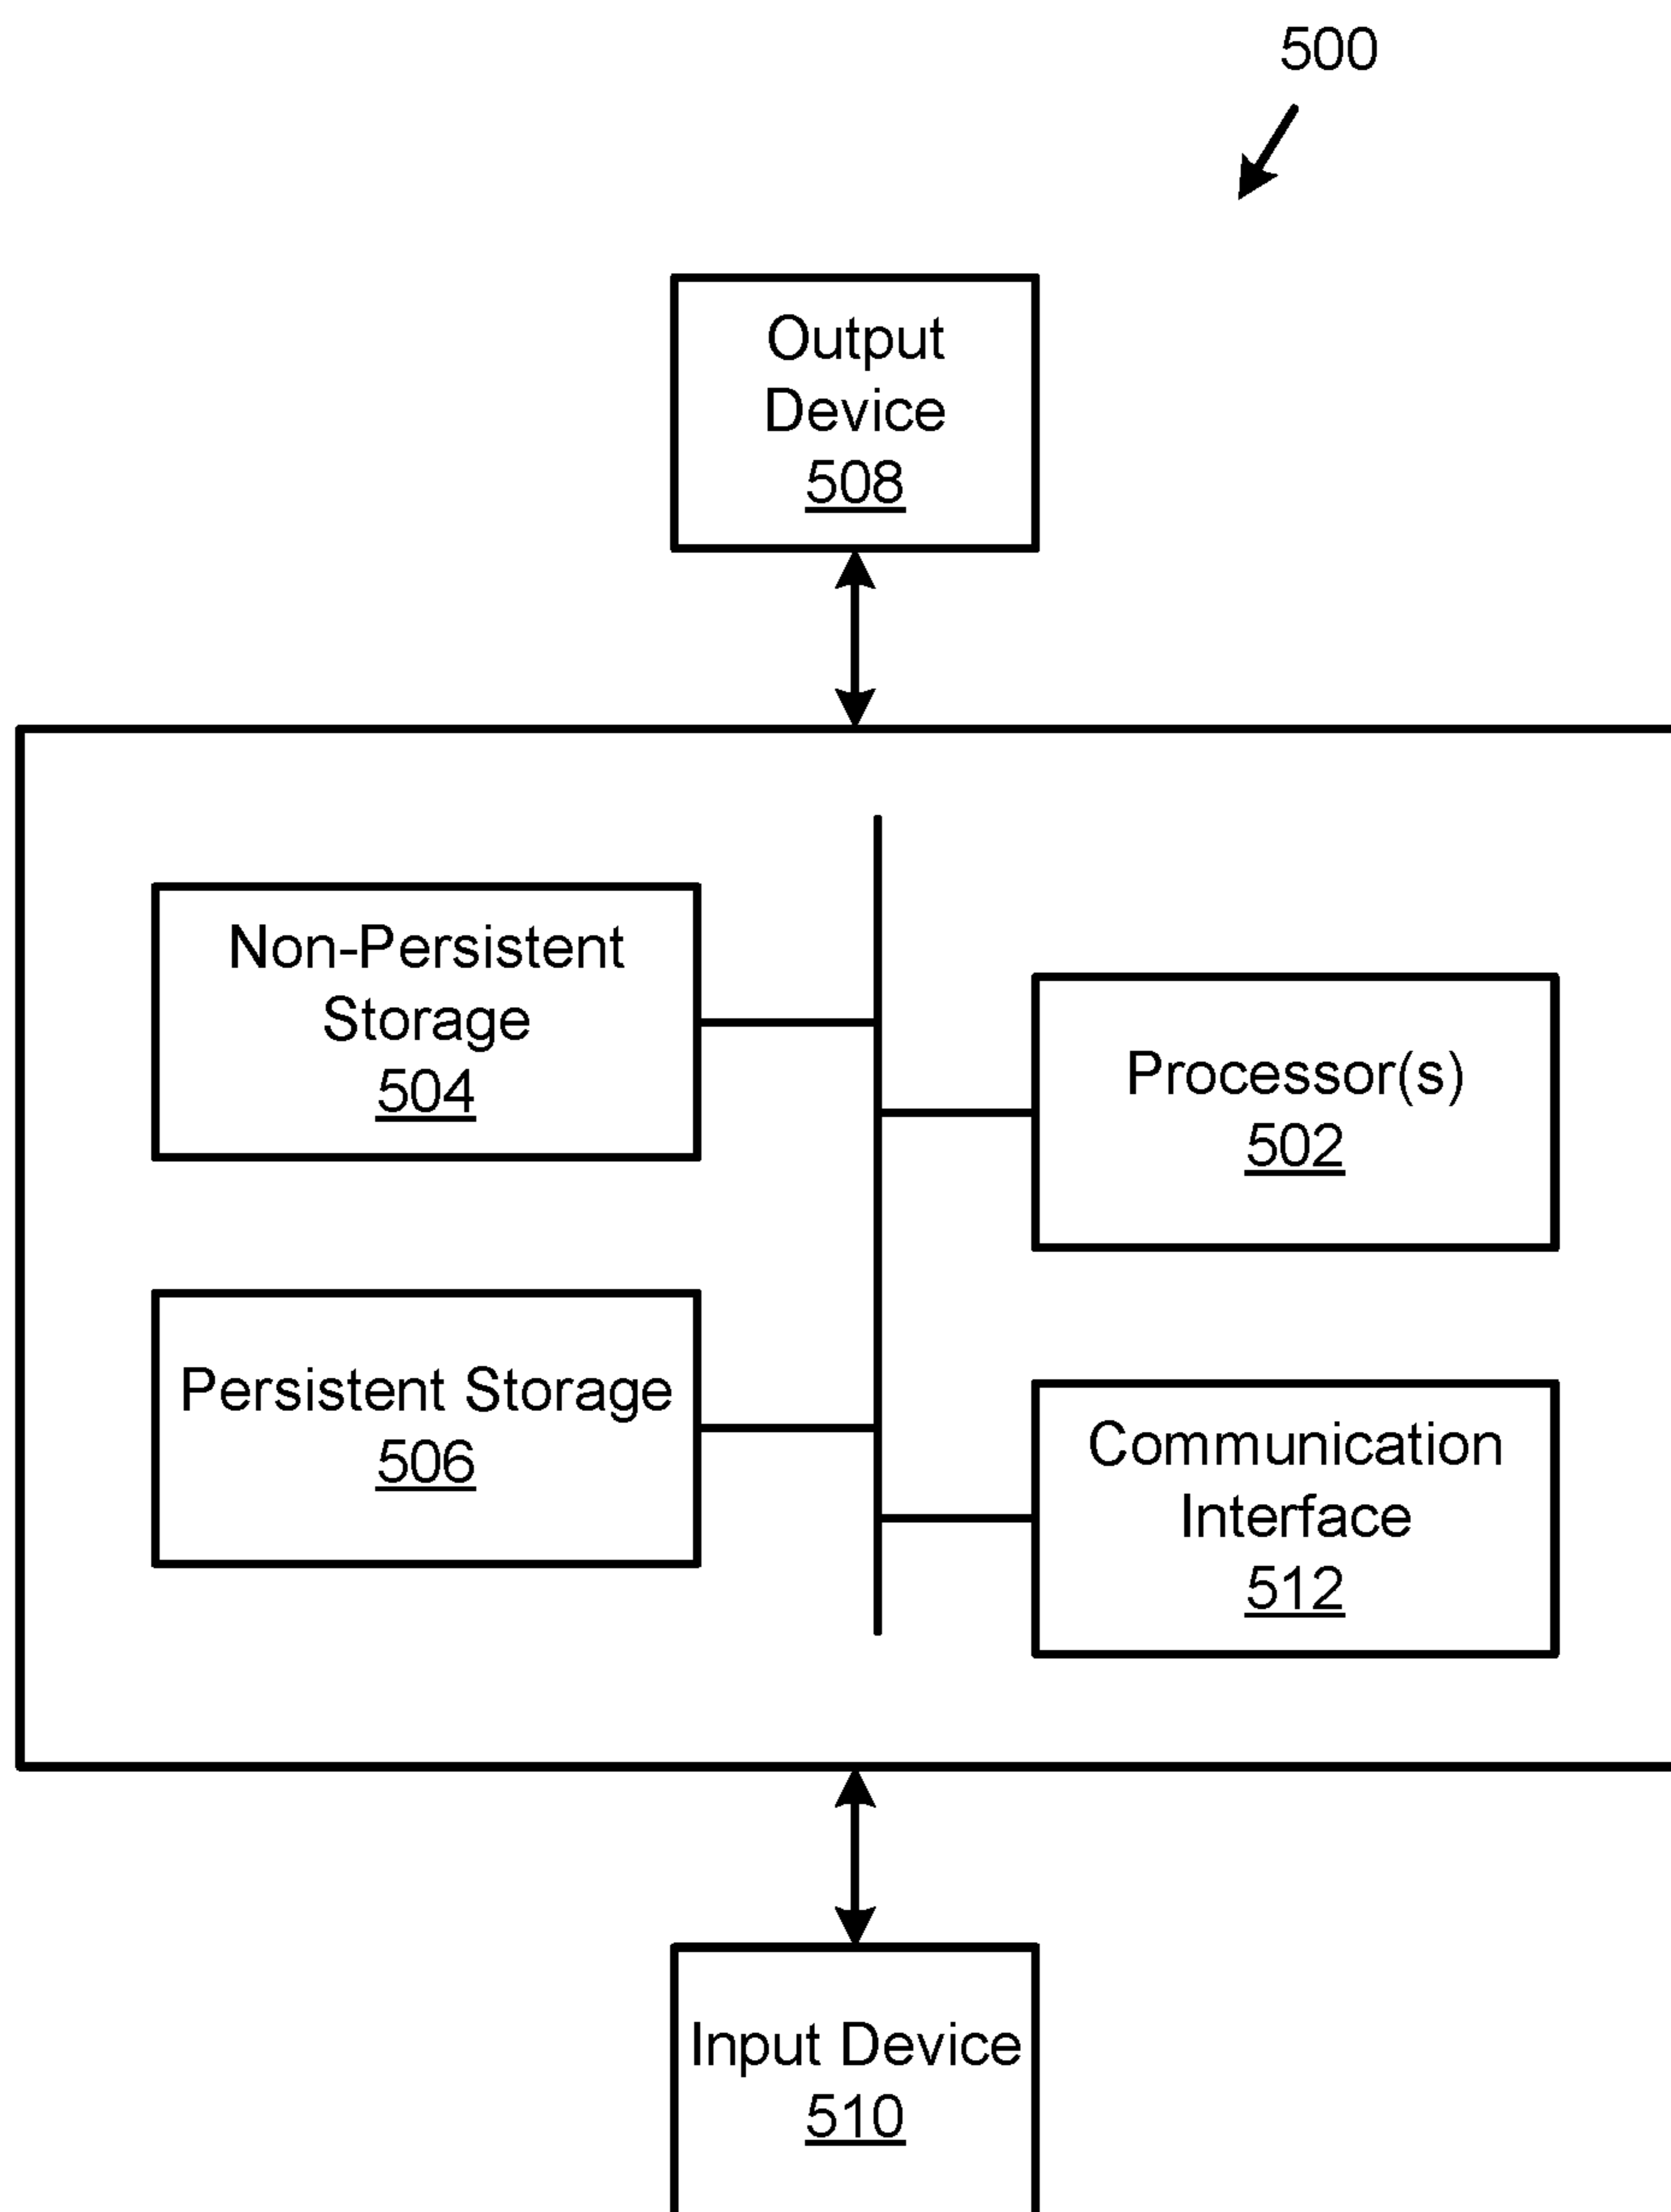 500
Output
Device
508
Non-Persistent
Storage
504
Processor(s)
502
Persistent Storage
506
Communication
Interface
512
Input Device
510